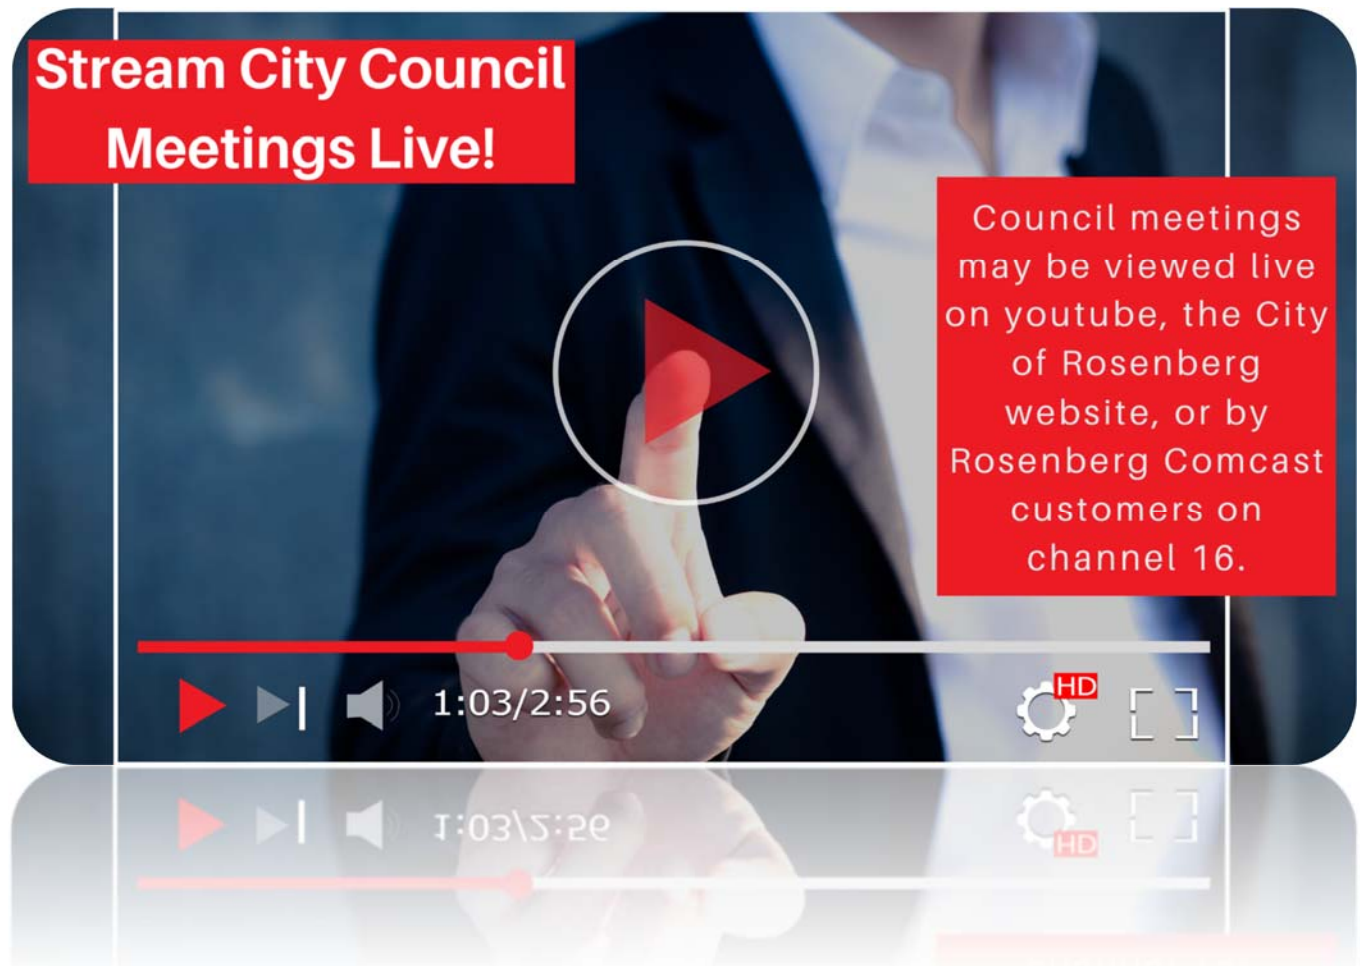 Stream City Council
Meetings Live!
Council meetings
may be viewed live
on youtube, the City
of Rosenberg
website, or by
Rosenberg Comcast
customers on
channel 16.
1:03/2:56
HD